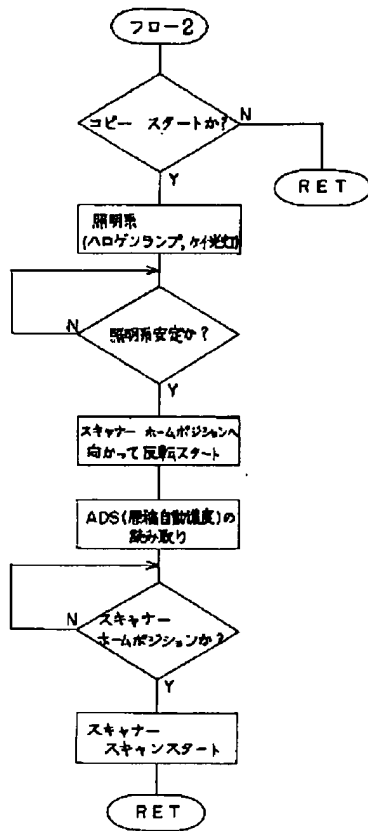 フロー2
コピー スタートか?
N
Y
RET
照明系
(ハロゲンランプ,ケイ光灯)
照明系安定か?
N
Y
スキャナー ホームポジションへ
向かって反転スタート
ADS(原稿自動濃度)の
読み取り
スキャナー
ホームポジションか?
N
Y
スキャナー
スキャンスタート
RET